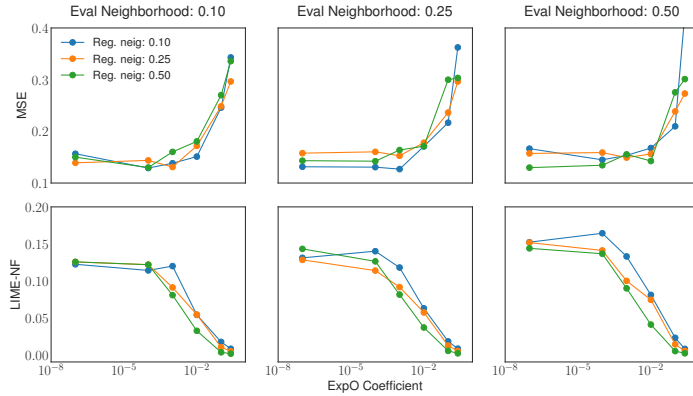 Eval Neighborhood: 0.10
Eval Neighborhood: 0.25
Eval Neighborhood: 0.50
MSE
0.4
0.3
0.2
0.1
Reg. neig: 0.10
Reg. neig: 0.25
Reg. neig: 0.50
LIME-NF
0.20
0.15
0.10
0.05
0.00
10⁻⁸
10⁻⁵
10⁻²
10⁻⁸
10⁻⁵
10⁻²
10⁻⁸
10⁻⁵
10⁻²
ExpO Coefficient